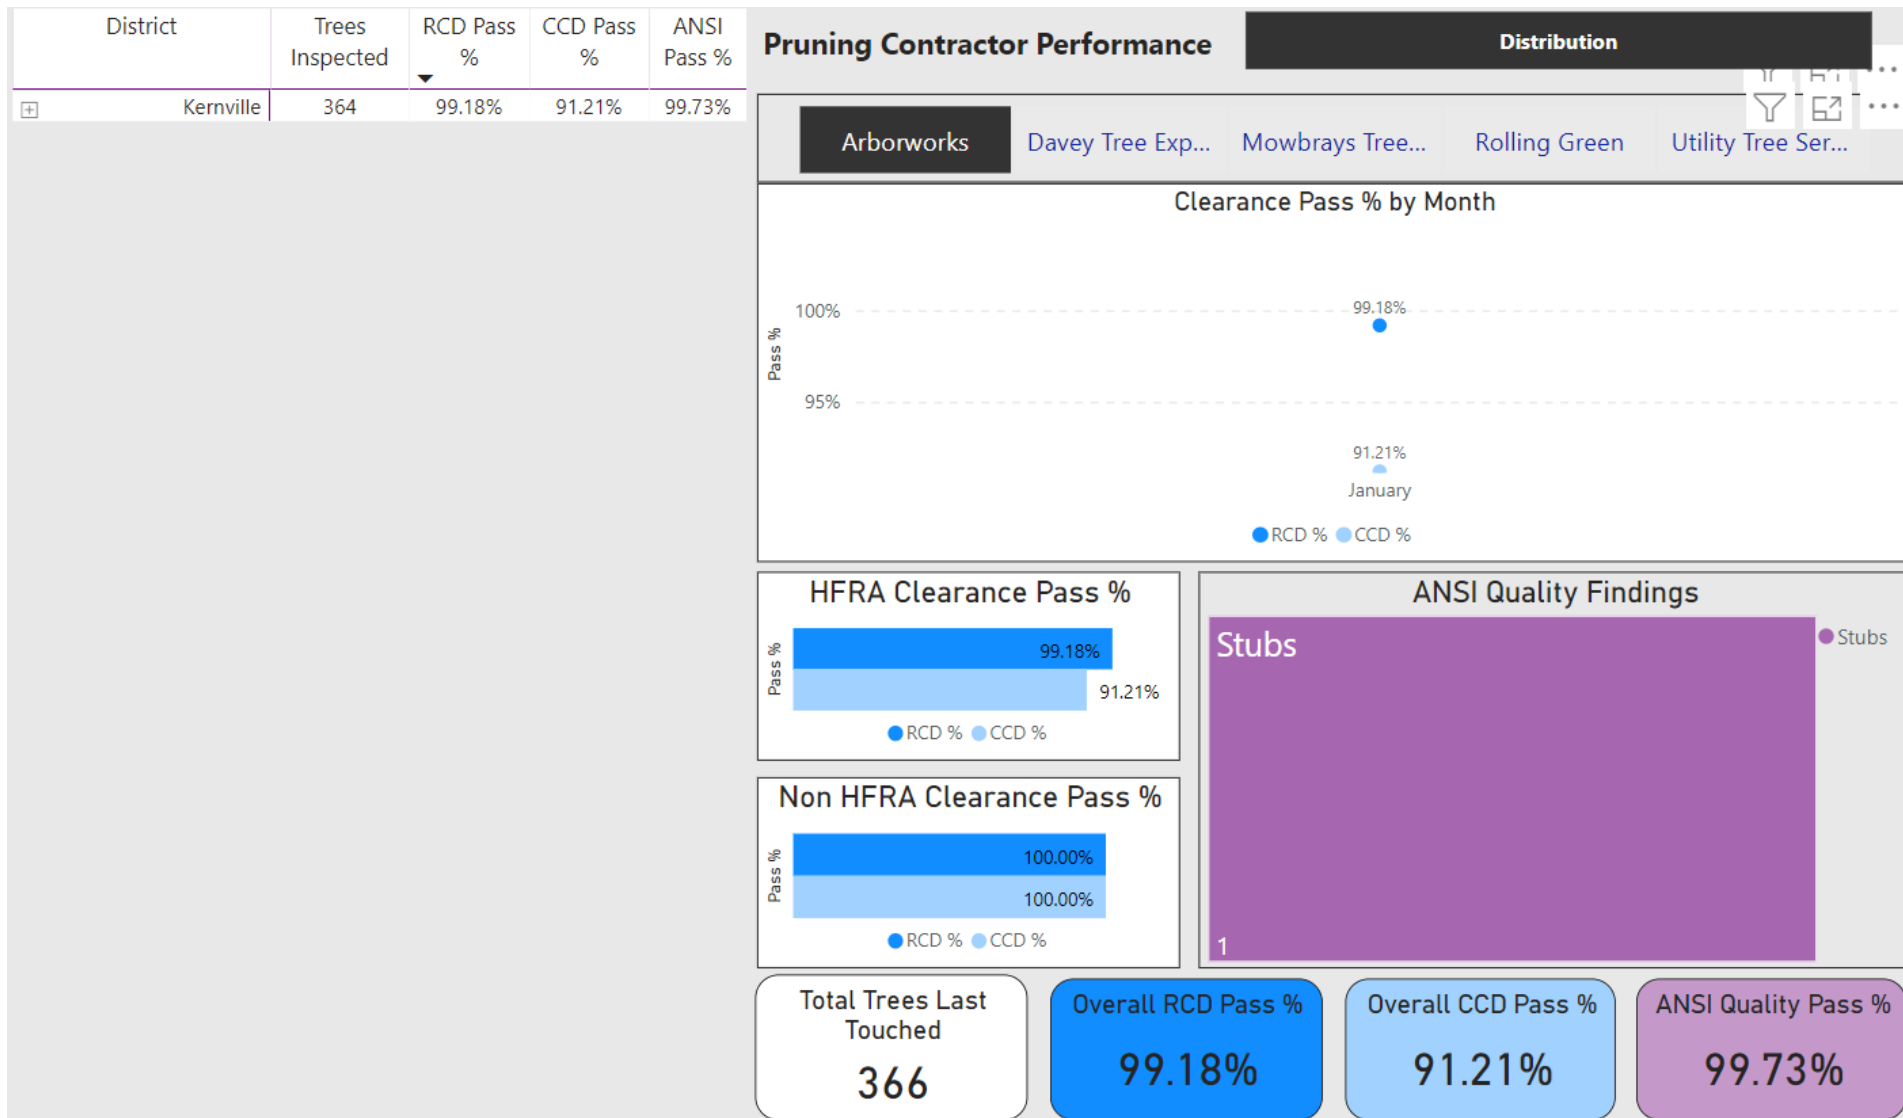 District
Trees Inspected
RCD Pass %
CCD Pass %
ANSI Pass %
Kernville 364 99.18% 91.21% 99.73%
Pruning Contractor Performance
Distribution
Arborworks Davey Tree Exp... Mowbrays Tree... Rolling Green Utility Tree Ser...
Clearance Pass % by Month
Pass %
100%
95%
99.18%
91.21%
January
RCD % CCD %
HFRA Clearance Pass %
Pass %
99.18%
91.21%
RCD % CCD %
ANSI Quality Findings
Stubs
1
Stubs
Non HFRA Clearance Pass %
Pass %
100.00%
100.00%
RCD % CCD %
Total Trees Last
Touched
366
Overall RCD Pass %
99.18%
Overall CCD Pass %
91.21%
ANSI Quality Pass %
99.73%